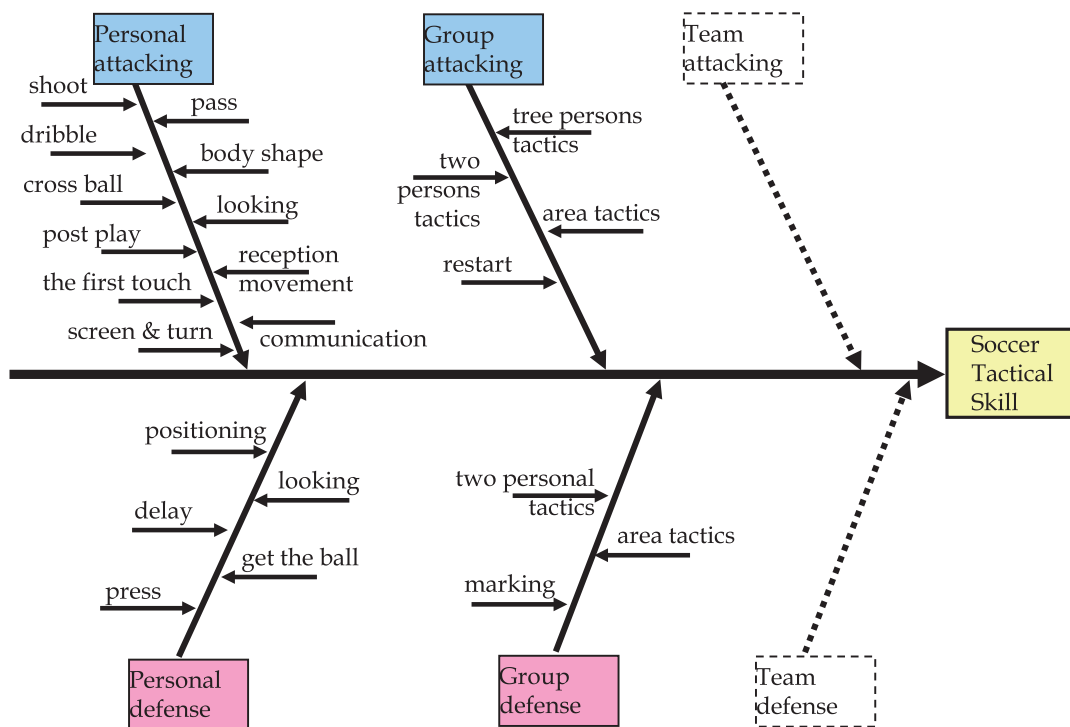 Personal
attacking
Group
attacking
Team
attacking
shoot
pass
dribble
body shape
cross ball
looking
post play
reception
movement
the first touch
communication
screen & turn
tree persons
tactics
two
persons
tactics
area tactics
restart
Soccer
Tactical
Skill
positioning
looking
delay
get the ball
press
two personal
tactics
area tactics
marking
Personal
defense
Group
defense
Team
defense